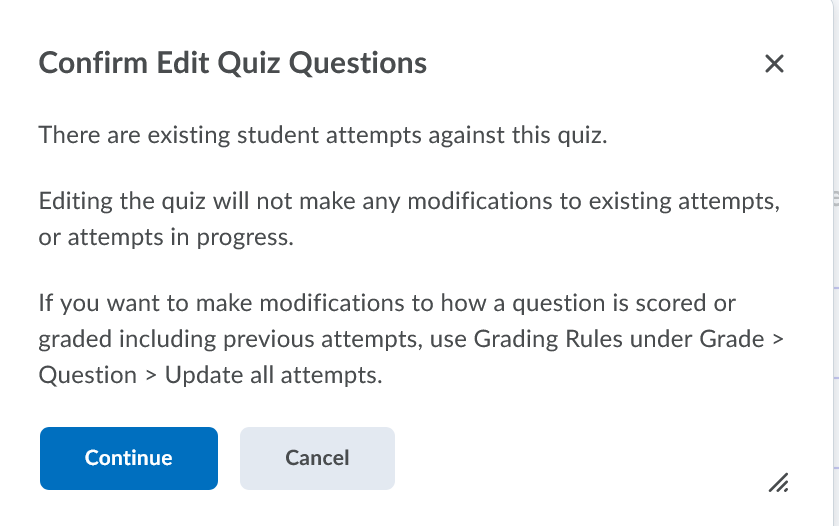 Confirm Edit Quiz Questions
There are existing student attempts against this quiz.
Editing the quiz will not make any modifications to existing attempts,
or attempts in progress.
If you want to make modifications to how a question is scored or
graded including previous attempts, use Grading Rules under Grade >
Question > Update all attempts.
Continue Cancel